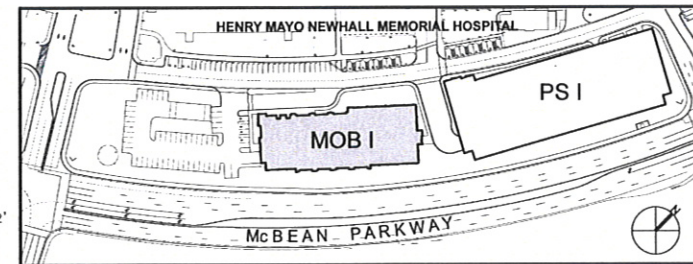 HENRY MAYO NEWHALL MEMORIAL HOSPITAL
PS I
MOB I
McBEAN PARKWAY